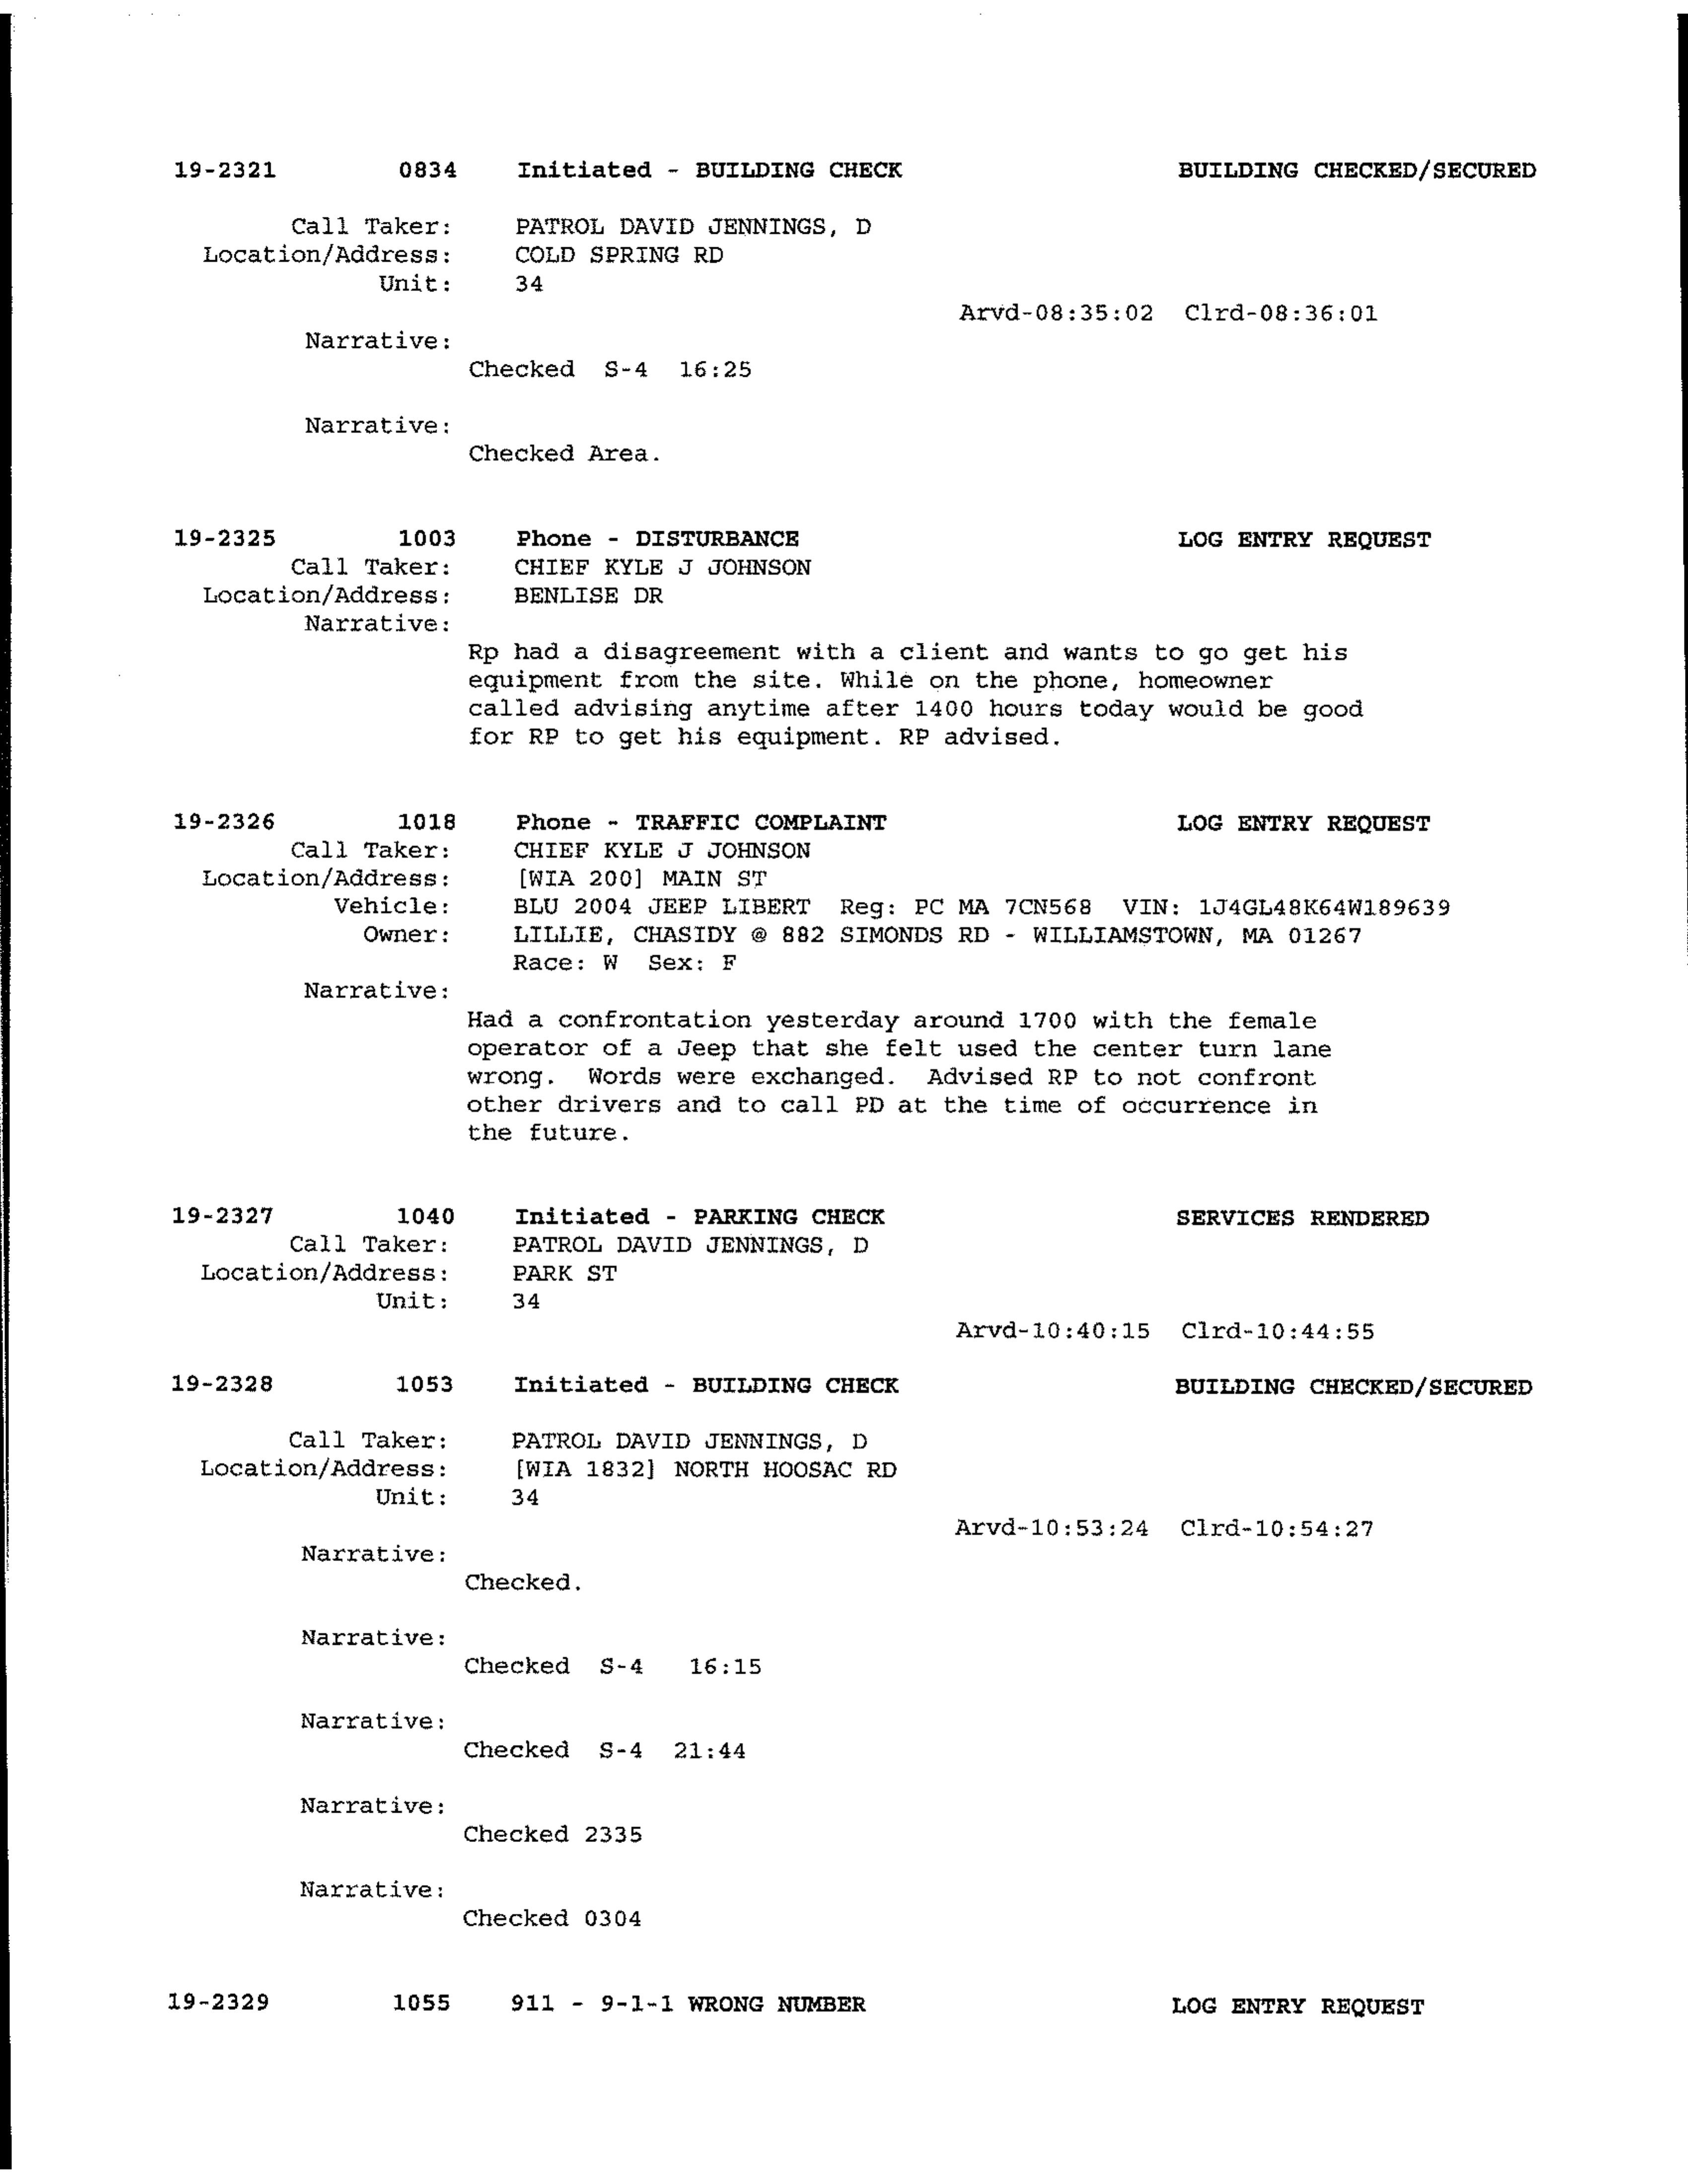 19-2321 0834 Initiated - BUILDING CHECK BUILDING CHECKED/SECURED
Call Taker: PATROL DAVID JENNINGS, D
Location/Address: COLD SPRING RD
Unit: 34
Arvd-08:35:02 Clrd-08:36:01
Narrative:
Checked S-4 16:25
Narrative:
Checked Area.
19-2325 1003 Phone - DISTURBANCE LOG ENTRY REQUEST
Call Taker: CHIEF KYLE J JOHNSON
Location/Address: BENLISE DR
Narrative:
Rp had a disagreement with a client and wants to go get his
equipment from the site. While on the phone, homeowner
called advising anytime after 1400 hours today would be good
for RP to get his equipment. RP advised.
19-2326 1018 Phone - TRAFFIC COMPLAINT LOG ENTRY REQUEST
Call Taker: CHIEF KYLE J JOHNSON
Location/Address: [WIA 200] MAIN ST
Vehicle: BLU 2004 JEEP LIBERT Reg: PC MA 7CN568 VIN: 1J4GL48K64W189639
Owner: LILLIE, CHASIDY @ 882 SIMONDS RD - WILLIAMSTOWN, MA 01267
Race: W Sex: F
Narrative:
Had a confrontation yesterday around 1700 with the female
operator of a Jeep that she felt used the center turn lane
wrong. Words were exchanged. Advised RP to not confront
other drivers and to call PD at the time of occurrence in
the future.
19-2327 1040 Initiated - PARKING CHECK SERVICES RENDERED
Call Taker: PATROL DAVID JENNINGS, D
Location/Address: PARK ST
Unit: 34
Arvd-10:40:15 Clrd-10:44:55
19-2328 1053 Initiated - BUILDING CHECK BUILDING CHECKED/SECURED
Call Taker: PATROL DAVID JENNINGS, D
Location/Address: [WIA 1832] NORTH HOOSAC RD
Unit: 34
Arvd-10:53:24 Clrd-10:54:27
Narrative:
Checked.
Narrative:
Checked S-4 16:15
Narrative:
Checked S-4 21:44
Narrative:
Checked 2335
Narrative:
Checked 0304
19-2329 1055 911 - 9-1-1 WRONG NUMBER LOG ENTRY REQUEST